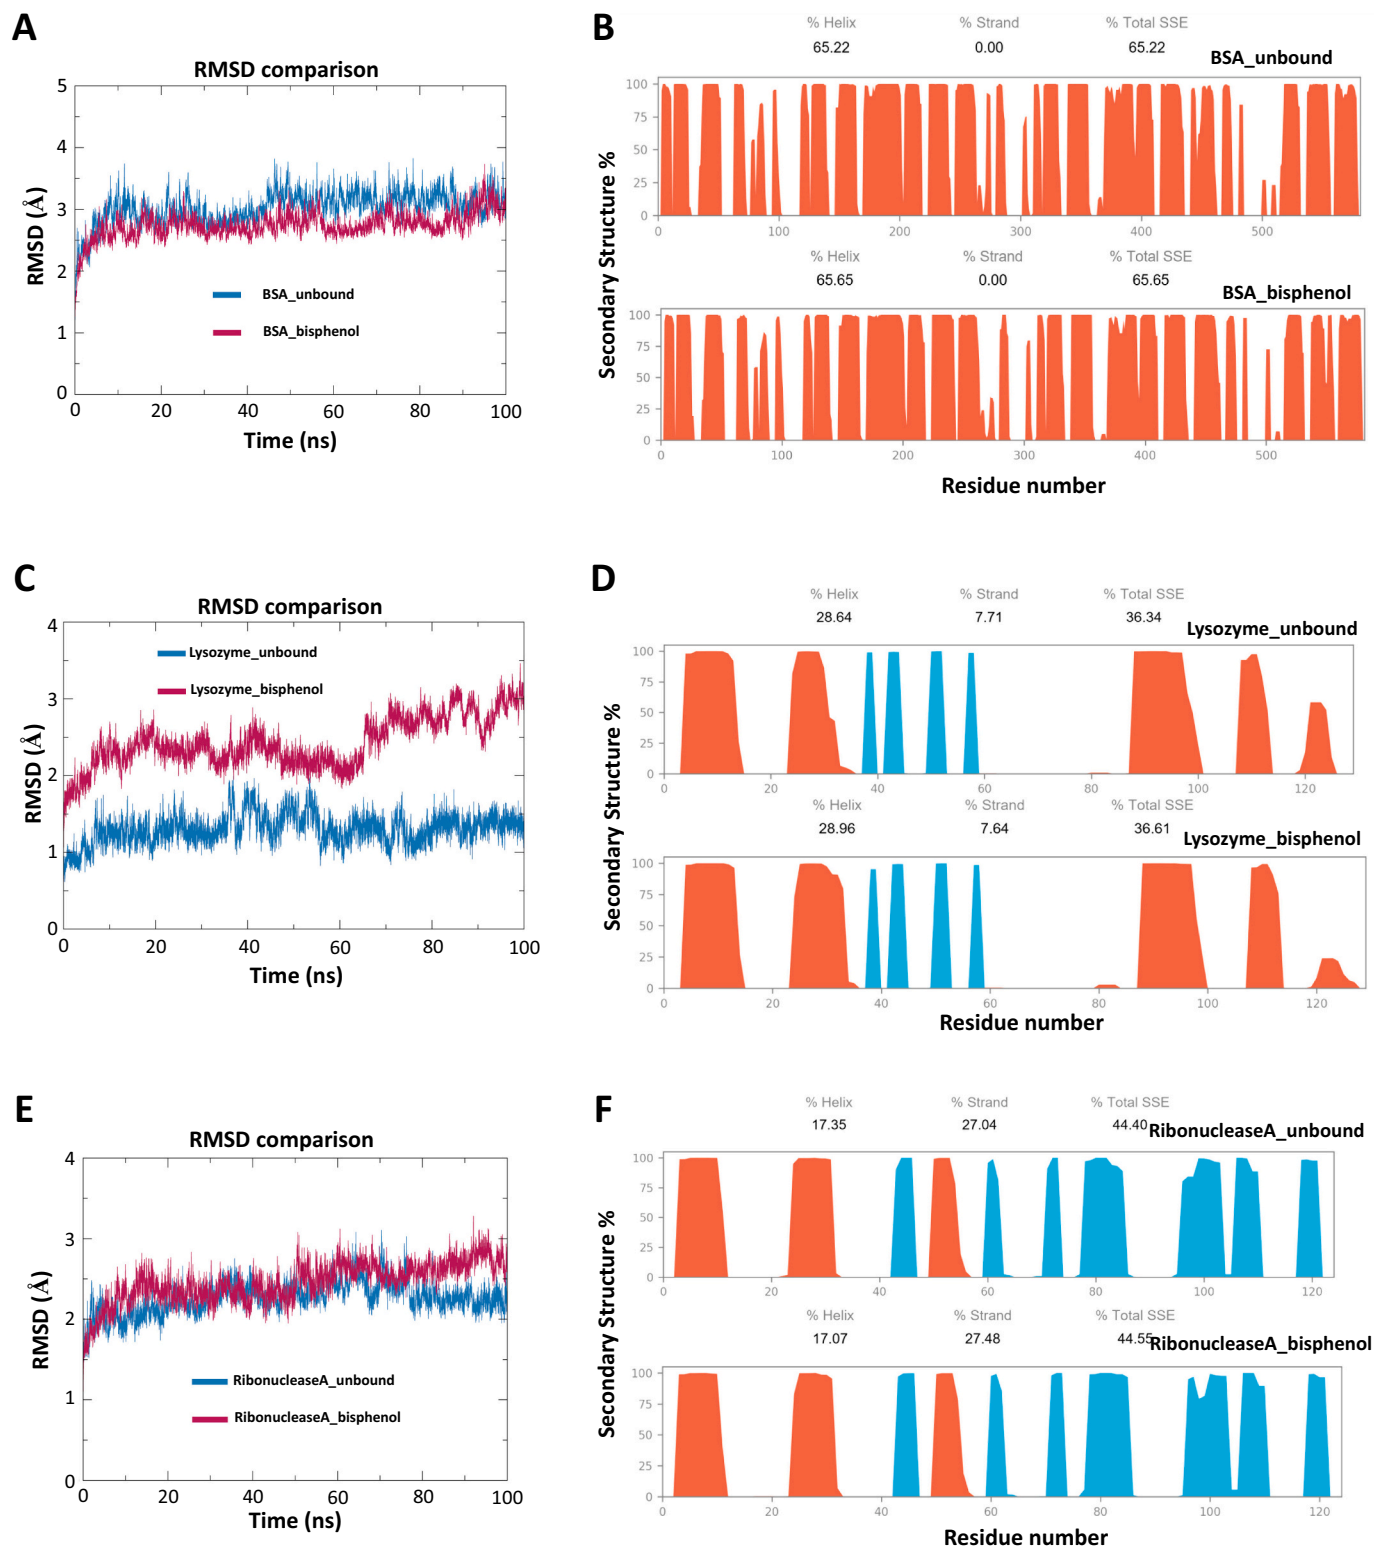 A
RMSD comparison
5
4
3
2
1
0
RMSD (Å)
BSA_unbound
BSA_bisphenol
0 20 40 60 80 100
Time (ns)
B
% Helix % Strand % Total SSE
65.22 0.00 65.22
BSA_unbound
100
75
50
25
0
0 100 200 300 400 500
% Helix % Strand % Total SSE
65.65 0.00 65.65
BSA_bisphenol
100
75
50
25
0
0 100 200 300 400 500
Secondary Structure %
Residue number
C
RMSD comparison
4
3
2
1
0
RMSD (Å)
Lysozyme_unbound
Lysozyme_bisphenol
0 20 40 60 80 100
Time (ns)
D
% Helix % Strand % Total SSE
28.64 7.71 36.34
Lysozyme_unbound
100
75
50
25
0
0 20 40 60 80 100 120
% Helix % Strand % Total SSE
28.96 7.64 36.61
Lysozyme_bisphenol
100
75
50
25
0
0 20 40 60 80 100 120
Secondary Structure %
Residue number
E
RMSD comparison
4
3
2
1
0
RMSD (Å)
RibonucleaseA_unbound
RibonucleaseA_bisphenol
0 20 40 60 80 100
Time (ns)
F
% Helix % Strand % Total SSE
17.35 27.04 44.40
RibonucleaseA_unbound
100
75
50
25
0
0 20 40 60 80 100 120
% Helix % Strand % Total SSE
17.07 27.48 44.55
RibonucleaseA_bisphenol
100
75
50
25
0
0 20 40 60 80 100 120
Secondary Structure %
Residue number